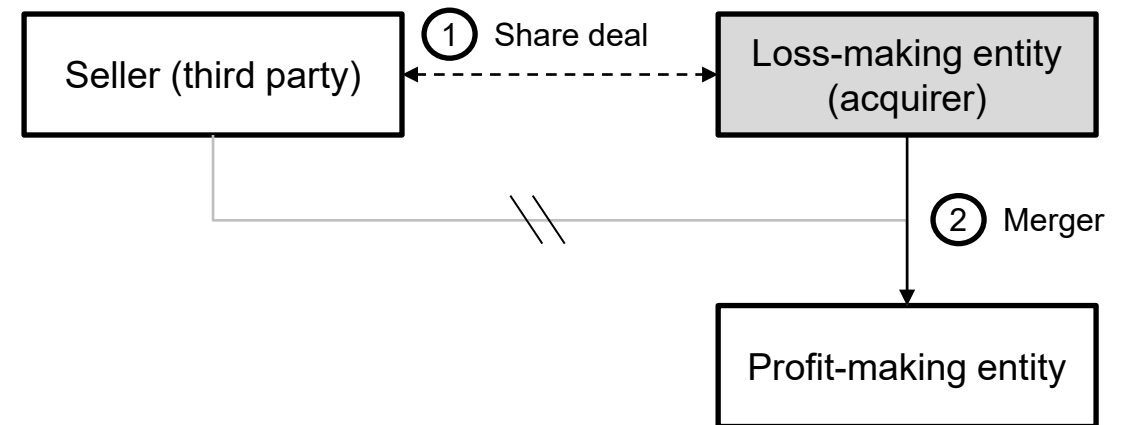 Seller (third party)
1 Share deal
Loss-making entity
(acquirer)
2 Merger
Profit-making entity